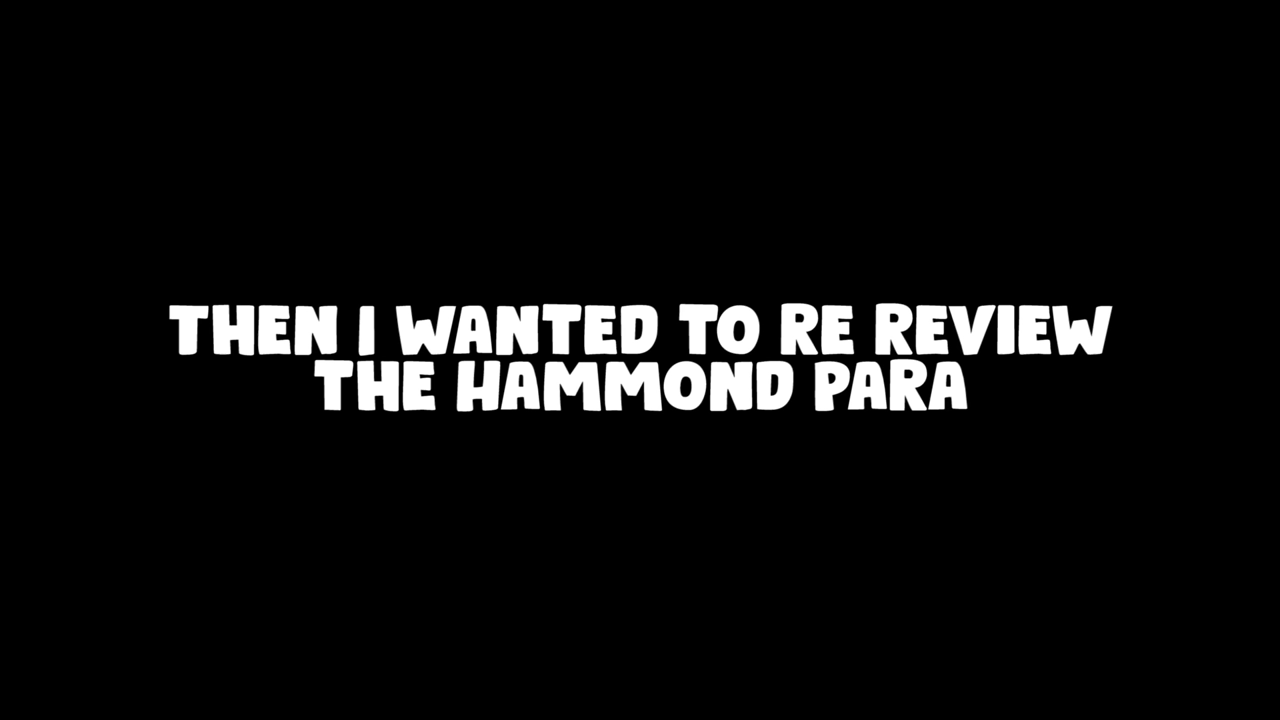 THEN I WANTED TO RE REVIEW
THE HAMMOND PARA